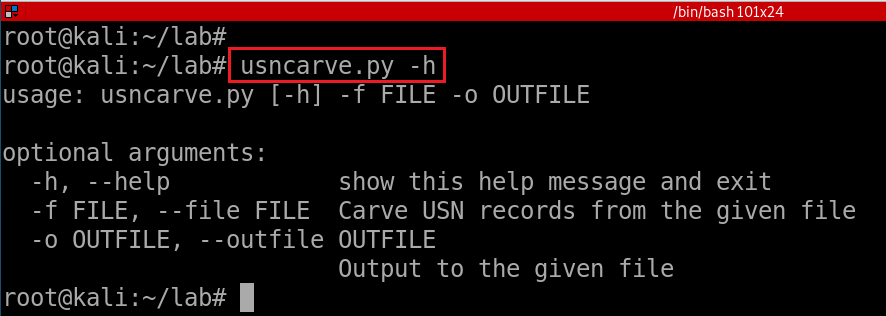 /bin/bash 101x24
root@kali:~/lab#
root@kali:~/lab# usncarve.py -h
usage: usncarve.py [-h] -f FILE -o OUTFILE

optional arguments:
  -h, --help            show this help message and exit
  -f FILE, --file FILE  Carve USN records from the given file
  -o OUTFILE, --outfile OUTFILE
                        Output to the given file
root@kali:~/lab#